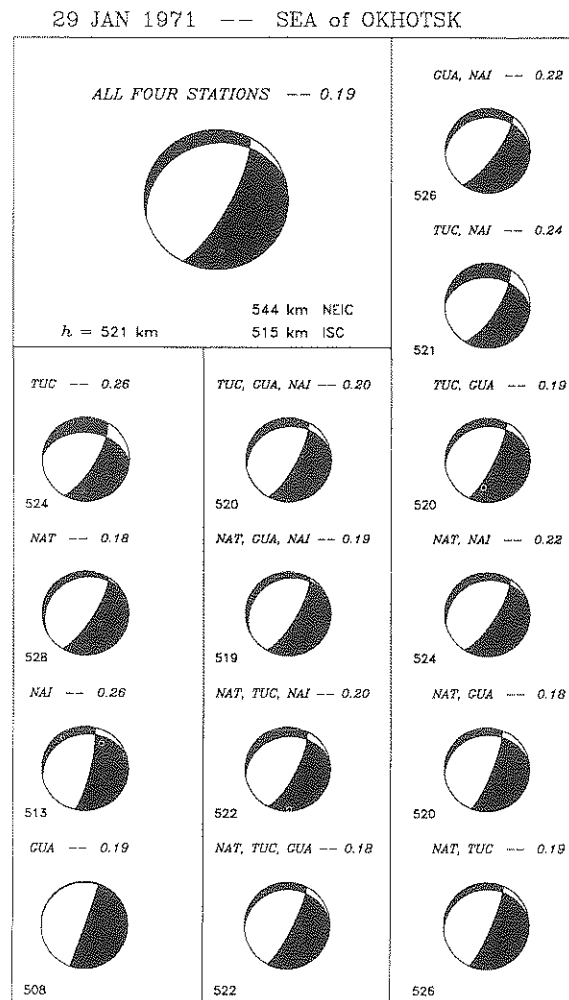 29 JAN 1971 -- SEA of OKHOTSK
ALL FOUR STATIONS -- 0.19
544 km NEIC
h = 521 km
515 km ISC
GUA, NAI -- 0.22
526
TUC, NAI -- 0.24
521
TUC -- 0.26
524
TUC, GUA, NAI -- 0.20
520
TUC, GUA -- 0.19
520
NAT -- 0.18
528
NAT, GUA, NAI -- 0.19
519
NAT, NAI -- 0.22
524
NAI -- 0.26
513
NAT, TUC, NAI -- 0.20
522
NAT, GUA -- 0.18
520
GUA -- 0.19
508
NAT, TUC, GUA -- 0.18
522
NAT, TUC -- 0.19
526